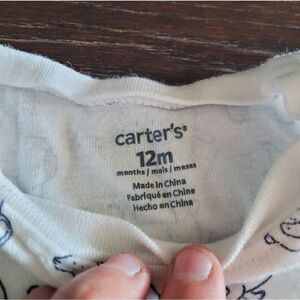 carter's®
12m
months / mois / meses
Made in China
Fabriqué en Chine
Hecho en China